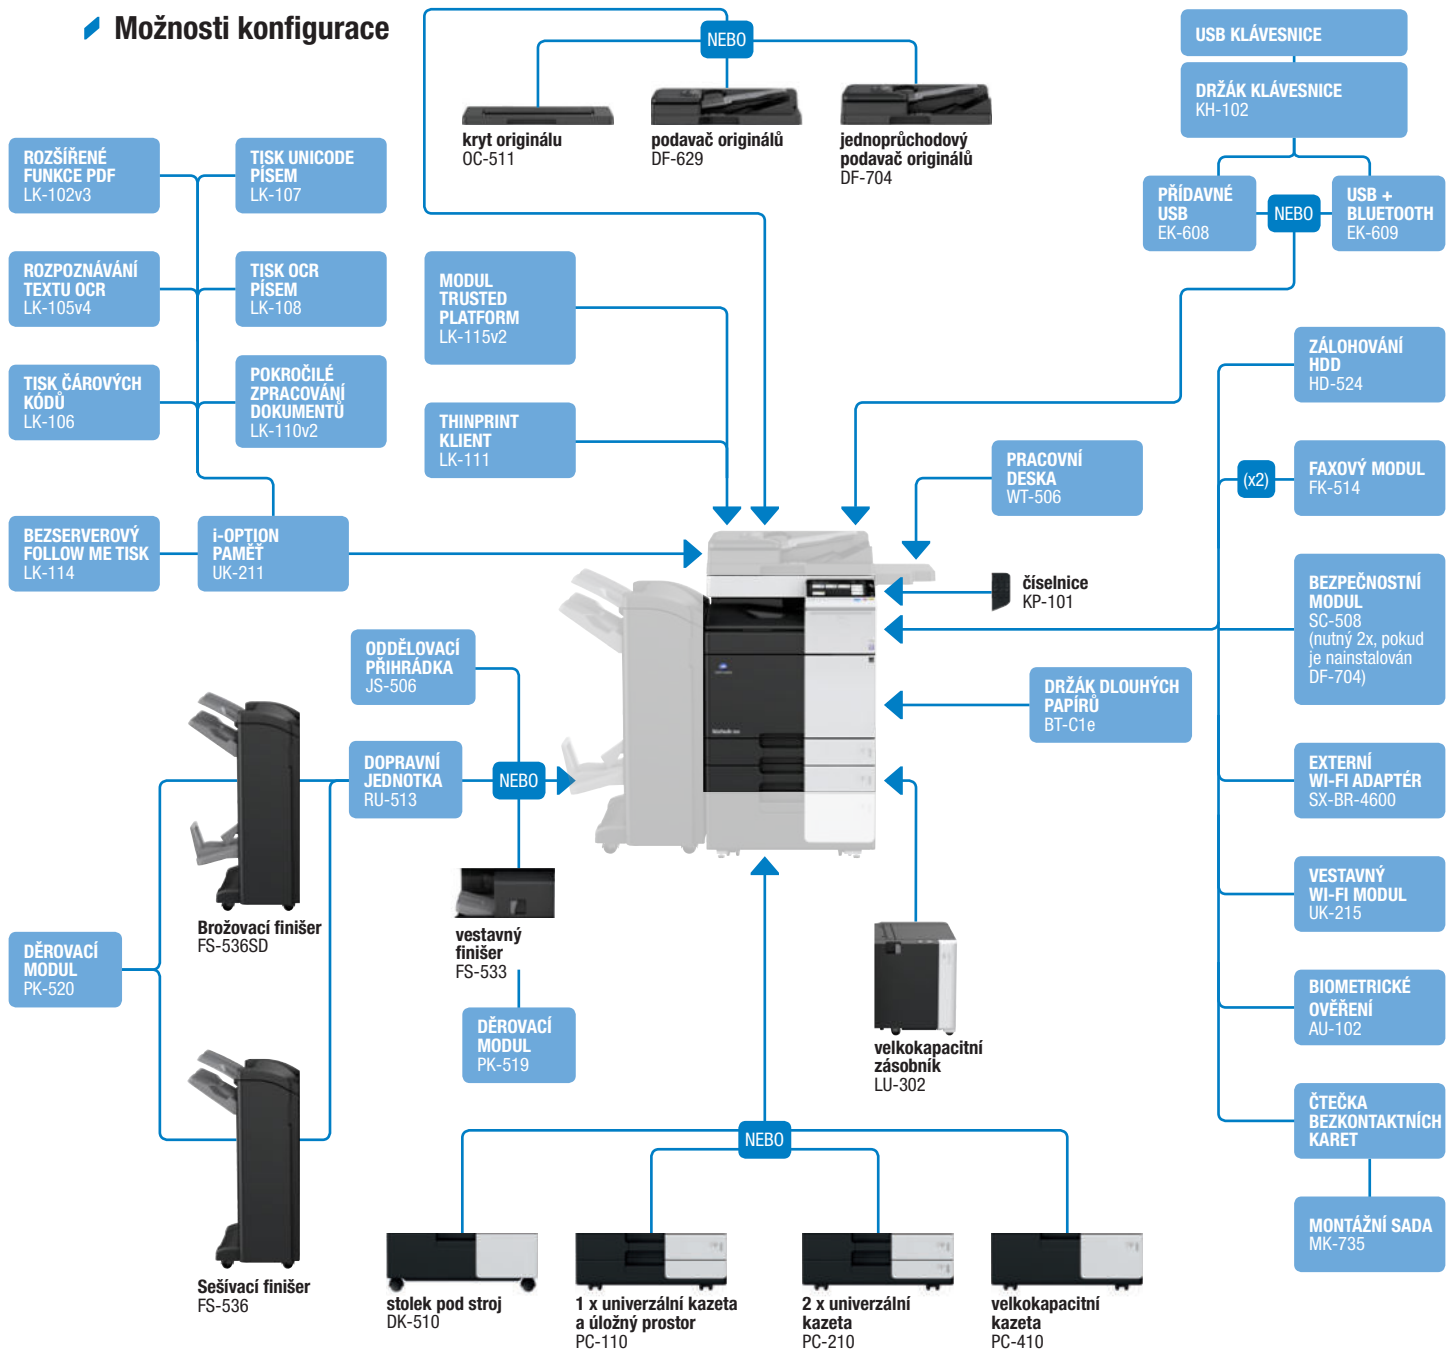 Možnosti konfigurace
NEBO
kryt originálu
OC-511
podavač originálů
DF-629
jednoprůchodový
podavač originálů
DF-704
USB KLÁVESNICE
DRŽÁK KLÁVESNICE
KH-102
PŘÍDAVNÉ
USB
EK-608
NEBO
USB +
BLUETOOTH
EK-609
ROZŠÍŘENÉ
FUNKCE PDF
LK-102v3
TISK UNICODE
PÍSEM
LK-107
ROZPOZNÁVÁNÍ
TEXTU OCR
LK-105v4
TISK OCR
PÍSEM
LK-108
TISK ČÁROVÝCH
KÓDŮ
LK-106
POKROČILÉ
ZPRACOVÁNÍ
DOKUMENTŮ
LK-110v2
BEZSERVEROVÝ
FOLLOW ME TISK
LK-114
i-OPTION
PAMĚŤ
UK-211
MODUL
TRUSTED
PLATFORM
LK-115v2
THINPRINT
KLIENT
LK-111
PRACOVNÍ
DESKA
WT-506
číselnice
KP-101
DRŽÁK DLOUHÝCH
PAPÍRŮ
BT-C1e
ZÁLOHOVÁNÍ
HDD
HD-524
(x2)
FAXOVÝ MODUL
FK-514
BEZPEČNOSTNÍ
MODUL
SC-508
(nutný 2x, pokud
je nainstalován
DF-704)
EXTERNÍ
WI-FI ADAPTÉR
SX-BR-4600
VESTAVNÝ
WI-FI MODUL
UK-215
BIOMETRICKÉ
OVĚŘENÍ
AU-102
ČTEČKA
BEZKONTAKTNÍCH
KARET
MONTÁŽNÍ SADA
MK-735
ODDĚLOVACÍ
PŘIHRÁDKA
JS-506
DOPRAVNÍ
JEDNOTKA
RU-513
NEBO
vestavný
finišer
FS-533
DĚROVACÍ
MODUL
PK-519
Brožovací finišer
FS-536SD
DĚROVACÍ
MODUL
PK-520
Sešívací finišer
FS-536
velkokapacitní
zásobník
LU-302
NEBO
stolek pod stroj
DK-510
1 x univerzální kazeta
a úložný prostor
PC-110
2 x univerzální
kazeta
PC-210
velkokapacitní
kazeta
PC-410